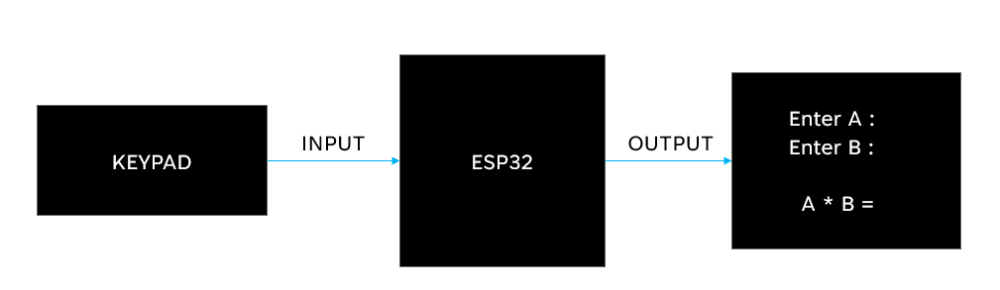 KEYPAD
INPUT
ESP32
OUTPUT
Enter A :
Enter B :
A * B =